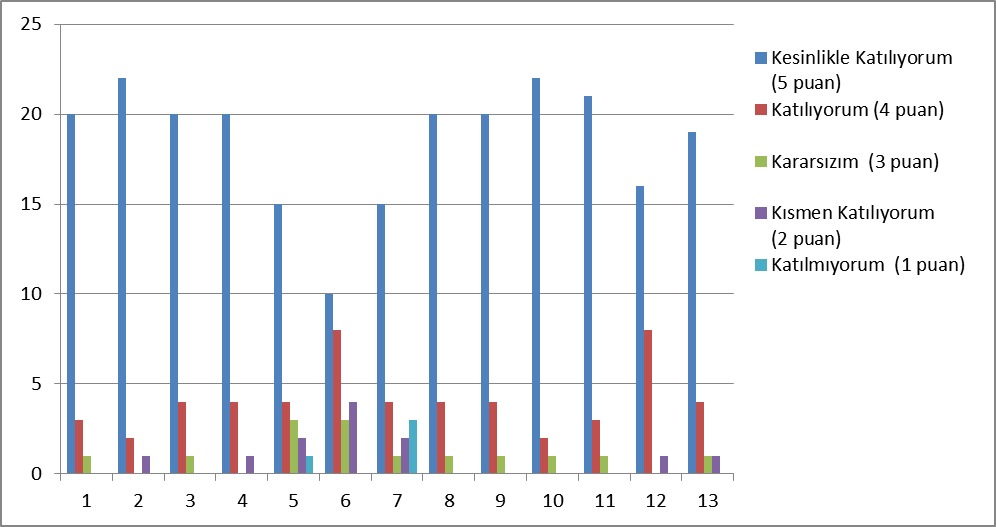 25
20
15
10
5
0
1 2 3 4 5 6 7 8 9 10 11 12 13
Kesinlikle Katılıyorum
(5 puan)
Katılıyorum (4 puan)
Kararsızım  (3 puan)
Kısmen Katılıyorum
(2 puan)
Katılmıyorum  (1 puan)